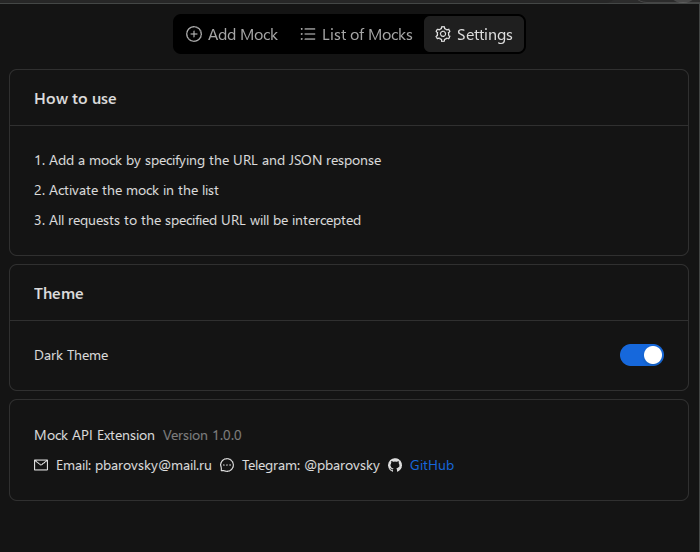 Add Mock List of Mocks Settings
How to use
1. Add a mock by specifying the URL and JSON response
2. Activate the mock in the list
3. All requests to the specified URL will be intercepted
Theme
Dark Theme
Mock API Extension Version 1.0.0
Email: pbarovsky@mail.ru Telegram: @pbarovsky GitHub